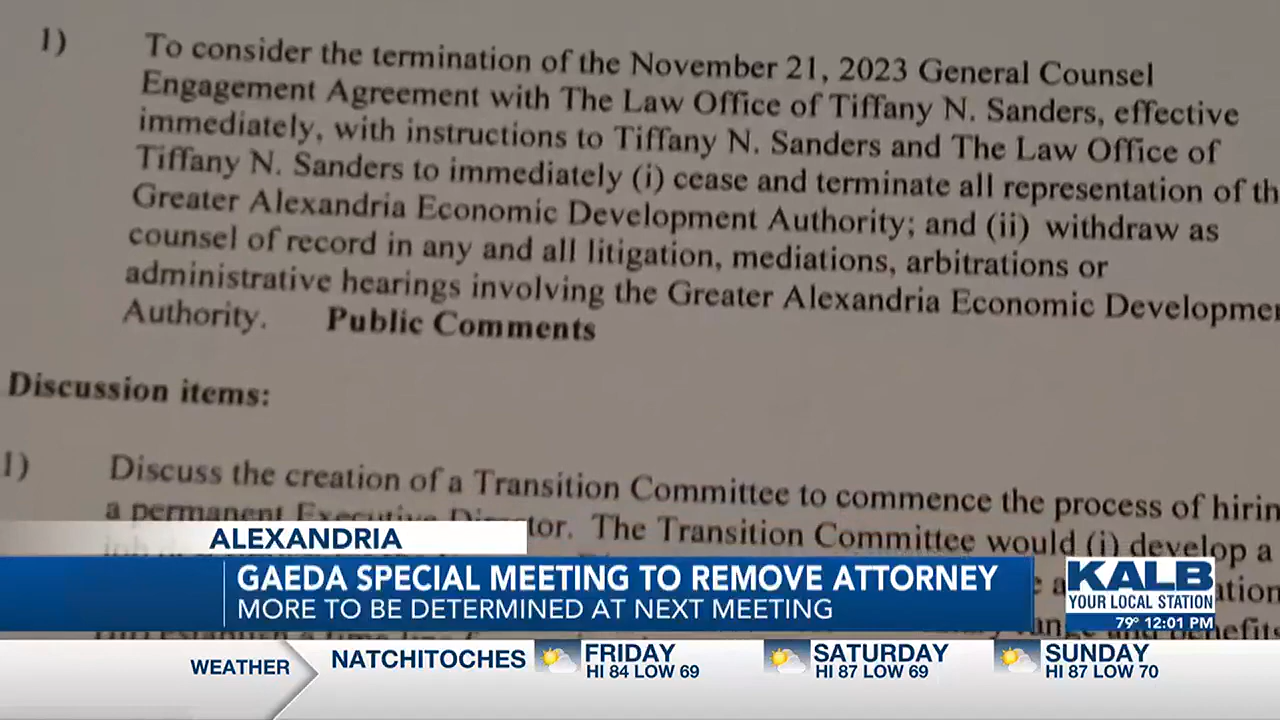 1) To consider the termination of the November 21, 2023 General Counsel
Engagement Agreement with The Law Office of Tiffany N. Sanders, effective
immediately, with instructions to Tiffany N. Sanders and The Law Office of
Tiffany N. Sanders to immediately (i) cease and terminate all representation of th
Greater Alexandria Economic Development Authority; and (ii) withdraw as
counsel of record in any and all litigation, mediations, arbitrations or
administrative hearings involving the Greater Alexandria Economic Developme
Authority. Public Comments
Discussion items:
1) Discuss the creation of a Transition Committee to commence the process of hirin
a permanent Executive Director. The Transition Committee would (i) develop a
ALEXANDRIA
GAEDA SPECIAL MEETING TO REMOVE ATTORNEY
MORE TO BE DETERMINED AT NEXT MEETING
KALB
YOUR LOCAL STATION
79° 12:01 PM
WEATHER
NATCHITOCHES
FRIDAY
HI 84 LOW 69
SATURDAY
HI 87 LOW 69
SUNDAY
HI 87 LOW 70